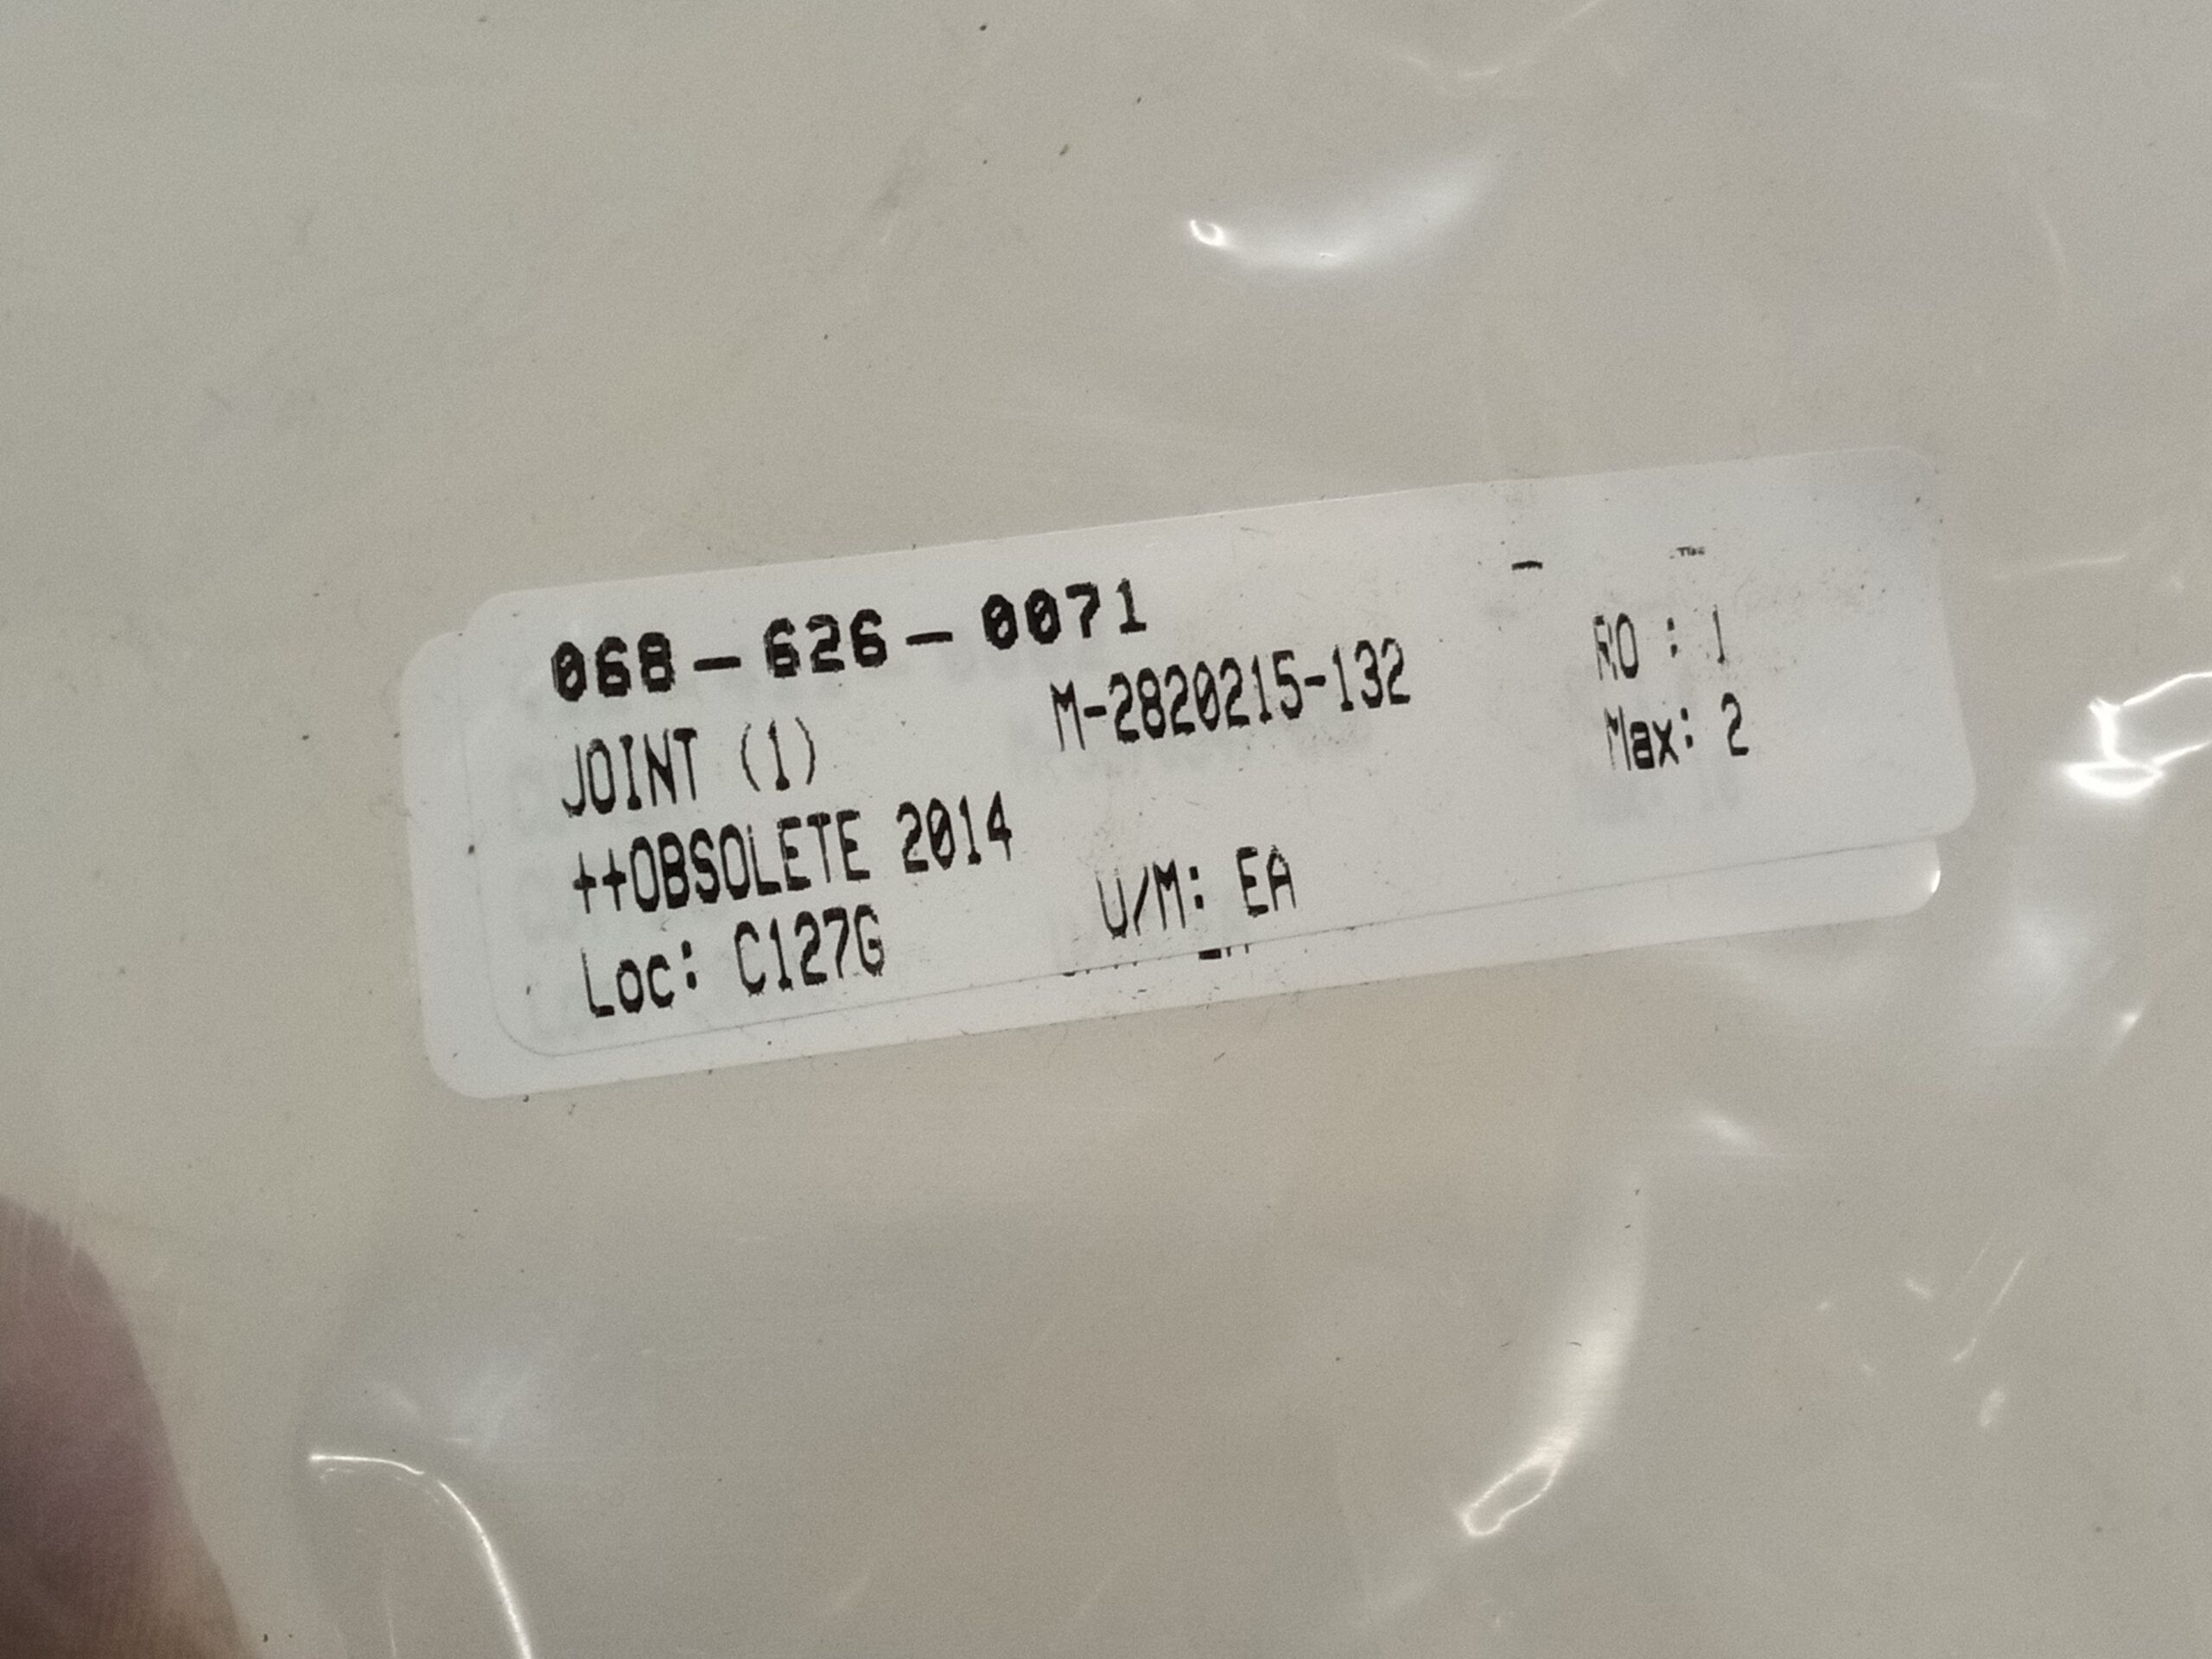 068-626-0071
M-2820215-132 RO : 1
JOINT (1) Max: 2
++OBSOLETE 2014
U/M: EA
Loc: C127G